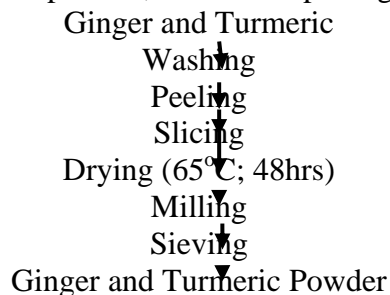 Ginger and Turmeric
Washing
Peeling
Slicing
Drying (65°C; 48hrs)
Milling
Sieving
Ginger and Turmeric Powder